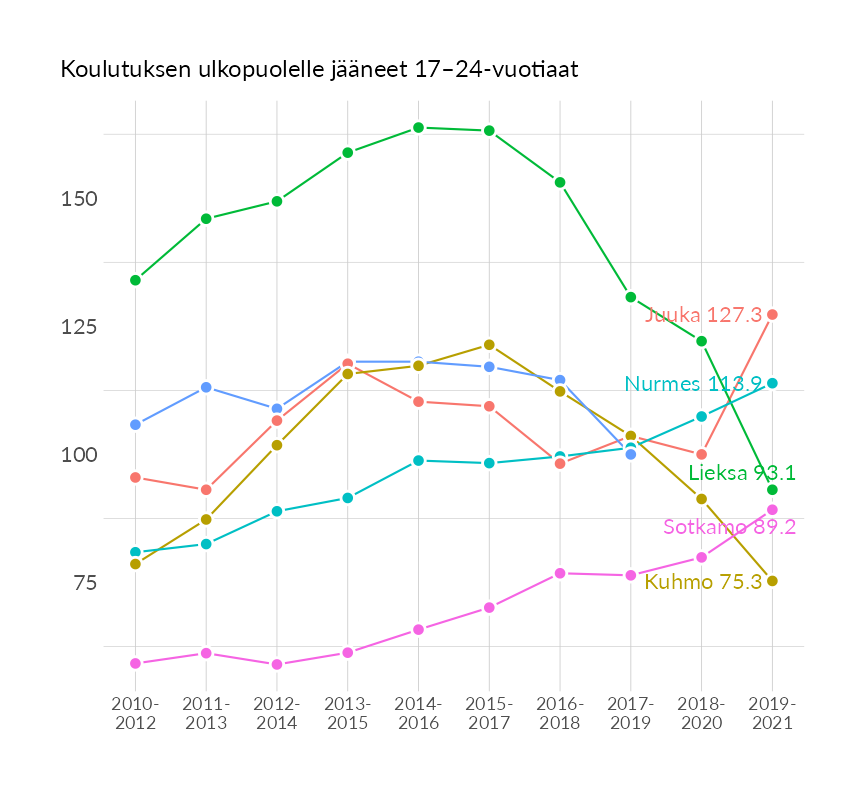 Koulutuksen ulkopuolelle jääneet 17–24-vuotiaat
150
125
100
75
Juuka 127.3
Nurmes 113.9
Lieksa 93.1
Sotkamo 89.2
Kuhmo 75.3
2010- 2011- 2012- 2013- 2014- 2015- 2016- 2017- 2018- 2019-
2012 2013 2014 2015 2016 2017 2018 2019 2020 2021